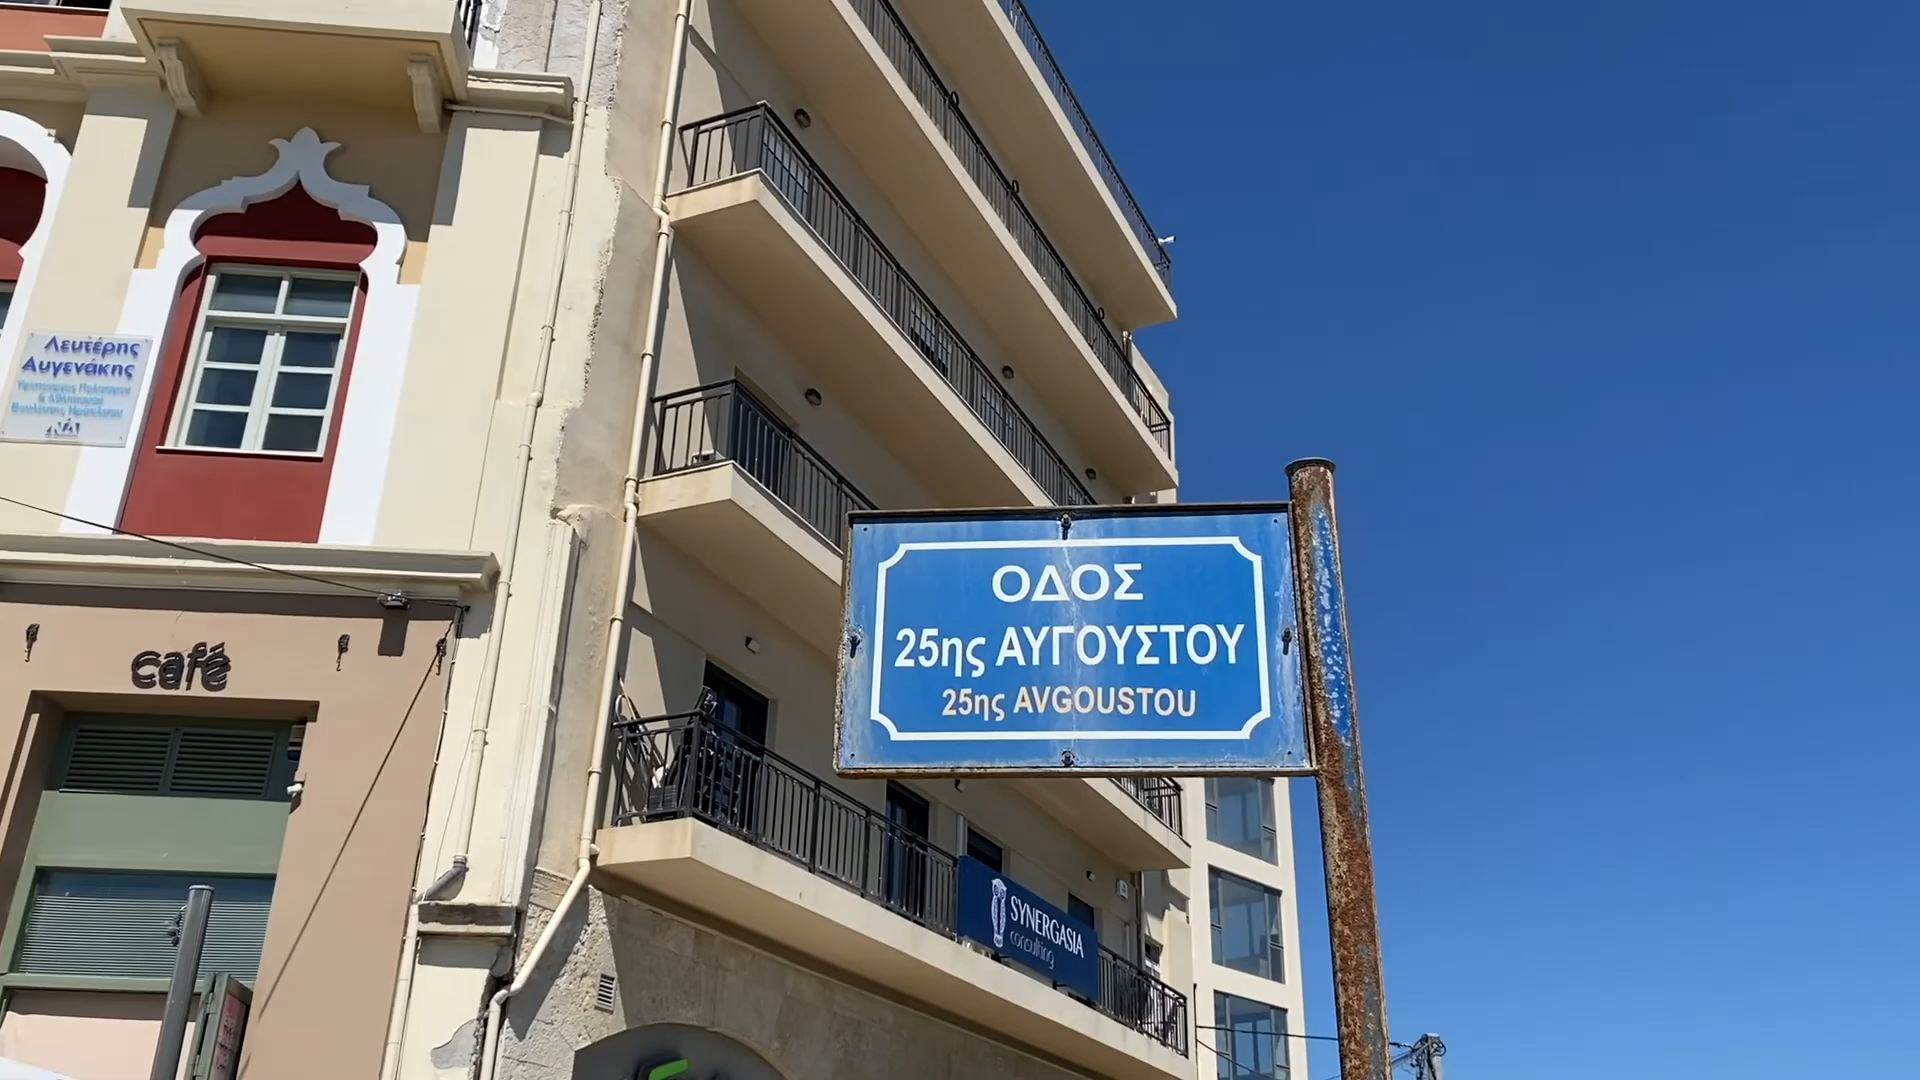 Λευτέρης
Αυγενάκης
café
ΟΔΟΣ
25ης ΑΥΓΟΥΣΤΟΥ
25ης AVGOUSTOU
SYNERGASIA
consulting